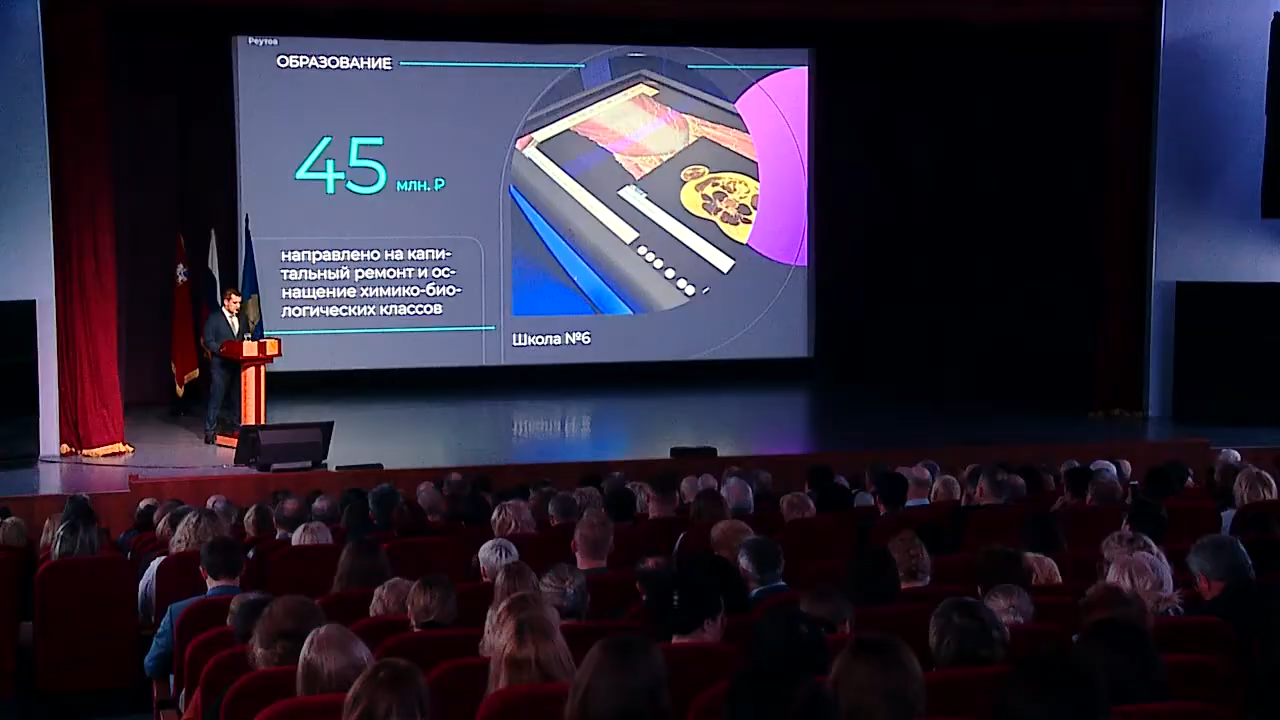 Реутов
ОБРАЗОВАНИЕ
45 млн. ₽
направлено на капи-
тальный ремонт и ос-
нащение химико-био-
логических классов
Школа №6